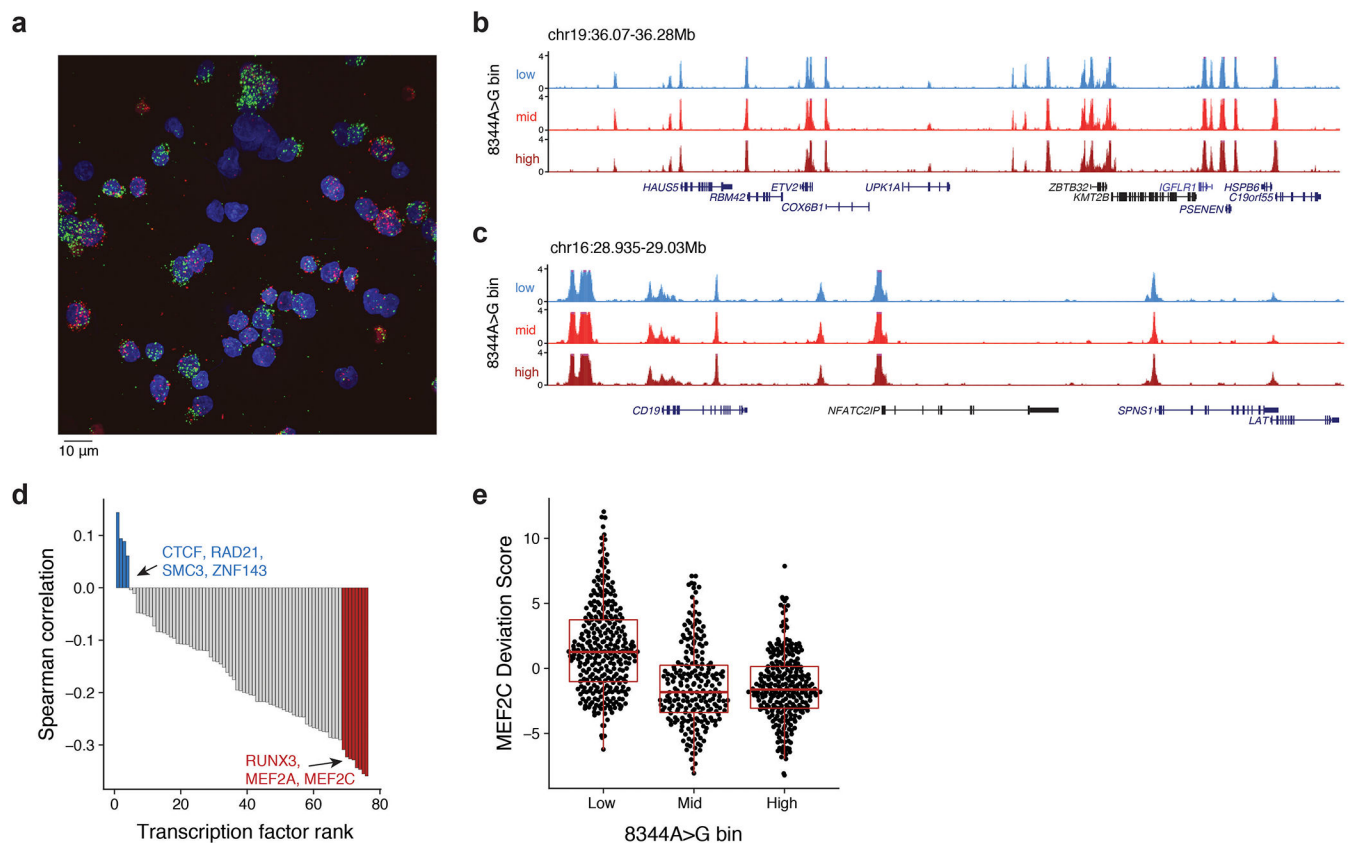 a
10 µm
b
chr19:36.07-36.28Mb
8344A>G bin
low
4
0
mid
4
0
high
4
0
HAUS5
RBM42
ETV2
COX6B1
UPK1A
ZBTB32
KMT2B
IGFLR1
PSENEN
HSPB6
C19orf55
c
chr16:28.935-29.03Mb
8344A>G bin
low
4
0
mid
4
0
high
4
0
CD19
NFATC2IP
SPNS1
LAT
d
Spearman correlation
0.1
0.0
−0.1
−0.2
−0.3
CTCF, RAD21,
SMC3, ZNF143
RUNX3,
MEF2A, MEF2C
0 20 40 60 80
Transcription factor rank
e
MEF2C Deviation Score
10
5
0
−5
Low Mid High
8344A>G bin